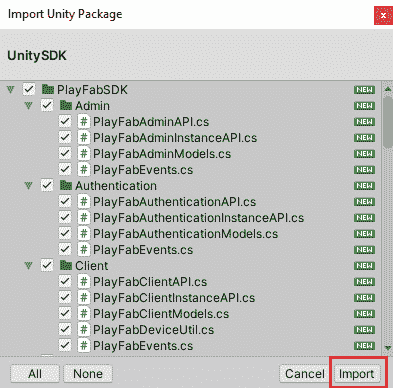 Import Unity Package
x
UnitySDK
PlayFabSDK NEW
Admin NEW
# PlayFabAdminAPI.cs NEW
# PlayFabAdminInstanceAPI.cs NEW
# PlayFabAdminModels.cs NEW
# PlayFabEvents.cs NEW
Authentication NEW
# PlayFabAuthenticationAPI.cs NEW
# PlayFabAuthenticationInstanceAPI.cs NEW
# PlayFabAuthenticationModels.cs NEW
# PlayFabEvents.cs NEW
Client NEW
# PlayFabClientAPI.cs NEW
# PlayFabClientInstanceAPI.cs NEW
# PlayFabClientModels.cs NEW
# PlayFabDeviceUtil.cs NEW
# PlayFabEvents.cs NEW
All None Cancel Import